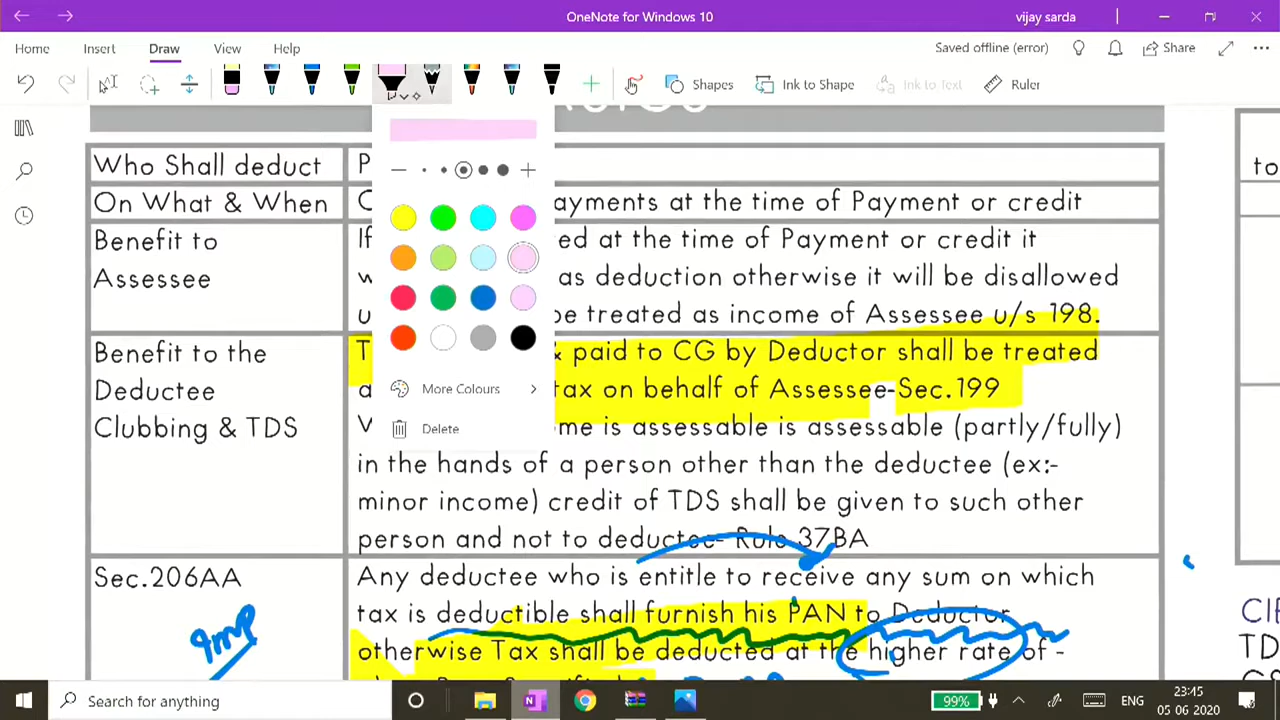 OneNote for Windows 10
vijay sarda
Home
Insert
Draw
View
Help
Saved offline (error)
Share
Shapes
Ink to Shape
Ink to Text
Ruler
Who Shall deduct P
On What & When ayments at the time of Payment or credit
Benefit to
Assessee
If ed at the time of Payment or credit it
w as deduction otherwise it will be disallowed
u be treated as income of Assessee u/s 198.
Benefit to the
Deductee
Clubbing & TDS
T & paid to CG by Deductor shall be treated
a tax on behalf of Assessee-Sec.199
me is assessable is assessable (partly/fully)
in the hands of a person other than the deductee (ex:-
minor income) credit of TDS shall be given to such other
person and not to deductee- Rule 37BA
Sec.206AA
Imp
Any deductee who is entitle to receive any sum on which
tax is deductible shall furnish his PAN to Deductor
otherwise Tax shall be deducted at the higher rate of -
More Colours
Delete
to
CI
TD
Search for anything
99%
ENG
23:45
05-06-2020